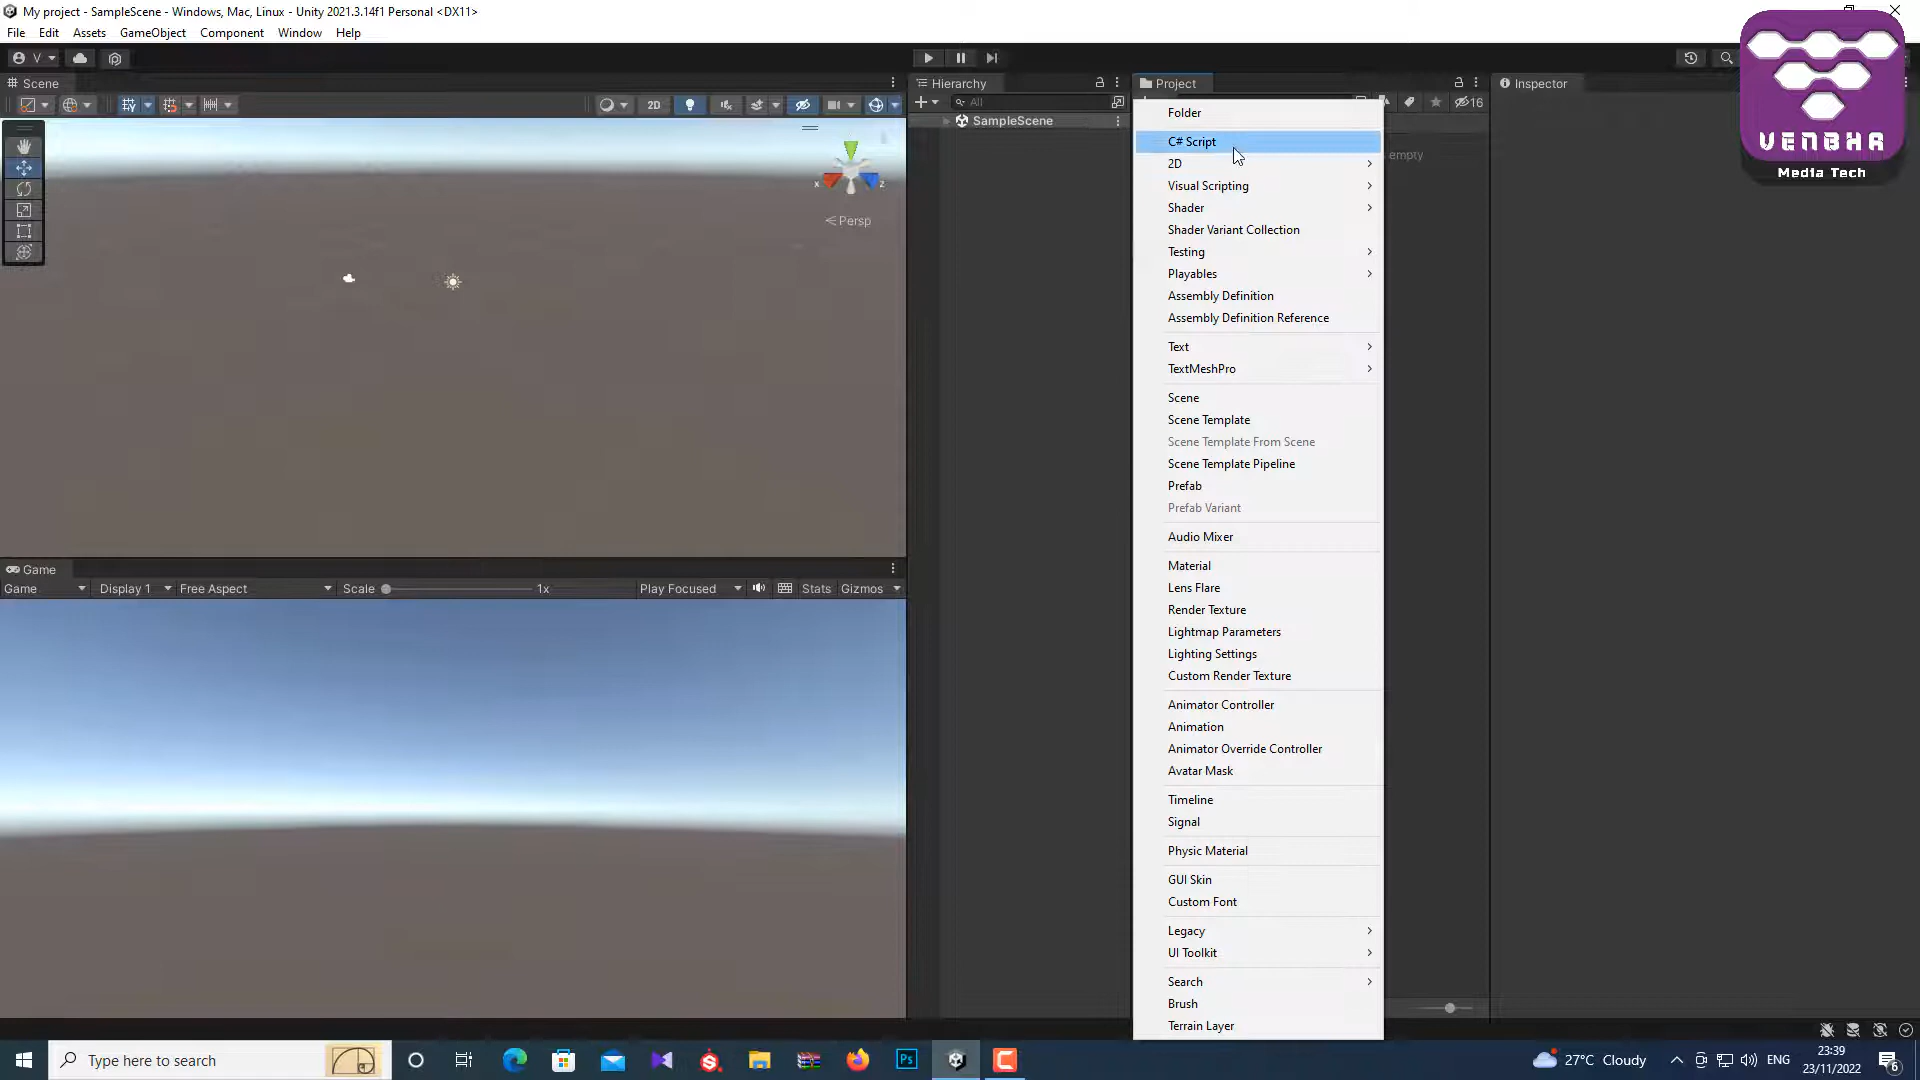 My project - SampleScene - Windows, Mac, Linux - Unity 2021.3.14f1 Personal <DX11>
File Edit Assets GameObject Component Window Help
V
Scene
Hierarchy
Project
Inspector
2D
All
16
SampleScene
empty
Persp
x
z
VENBHA
Media Tech
Folder
C# Script
2D
Visual Scripting
Shader
Shader Variant Collection
Testing
Playables
Assembly Definition
Assembly Definition Reference
Text
TextMeshPro
Scene
Scene Template
Scene Template From Scene
Scene Template Pipeline
Prefab
Prefab Variant
Audio Mixer
Material
Lens Flare
Render Texture
Lightmap Parameters
Lighting Settings
Custom Render Texture
Animator Controller
Animation
Animator Override Controller
Avatar Mask
Timeline
Signal
Physic Material
GUI Skin
Custom Font
Legacy
UI Toolkit
Search
Brush
Terrain Layer
Game
Game Display 1 Free Aspect Scale 1x Play Focused Stats Gizmos
Type here to search
Ps
27°C Cloudy
ENG
23:39
23/11/2022
6